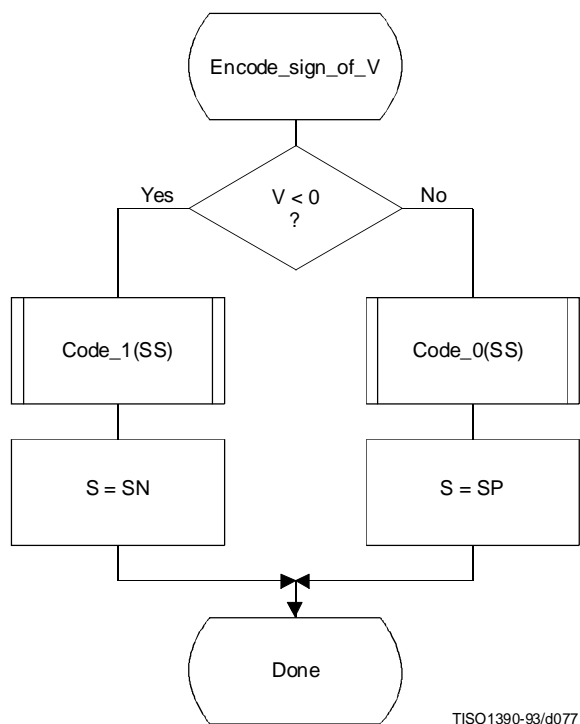 Encode_sign_of_V
V < 0
?
Yes
No
Code_1(SS)
Code_0(SS)
S = SN
S = SP
Done
TISO1390-93/d077